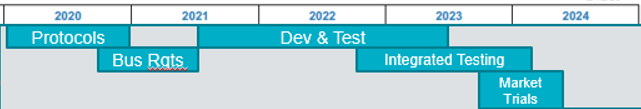 2020 2021 2022 2023 2024
Protocols Dev & Test
Bus Rqts Integrated Testing
Market
Trials